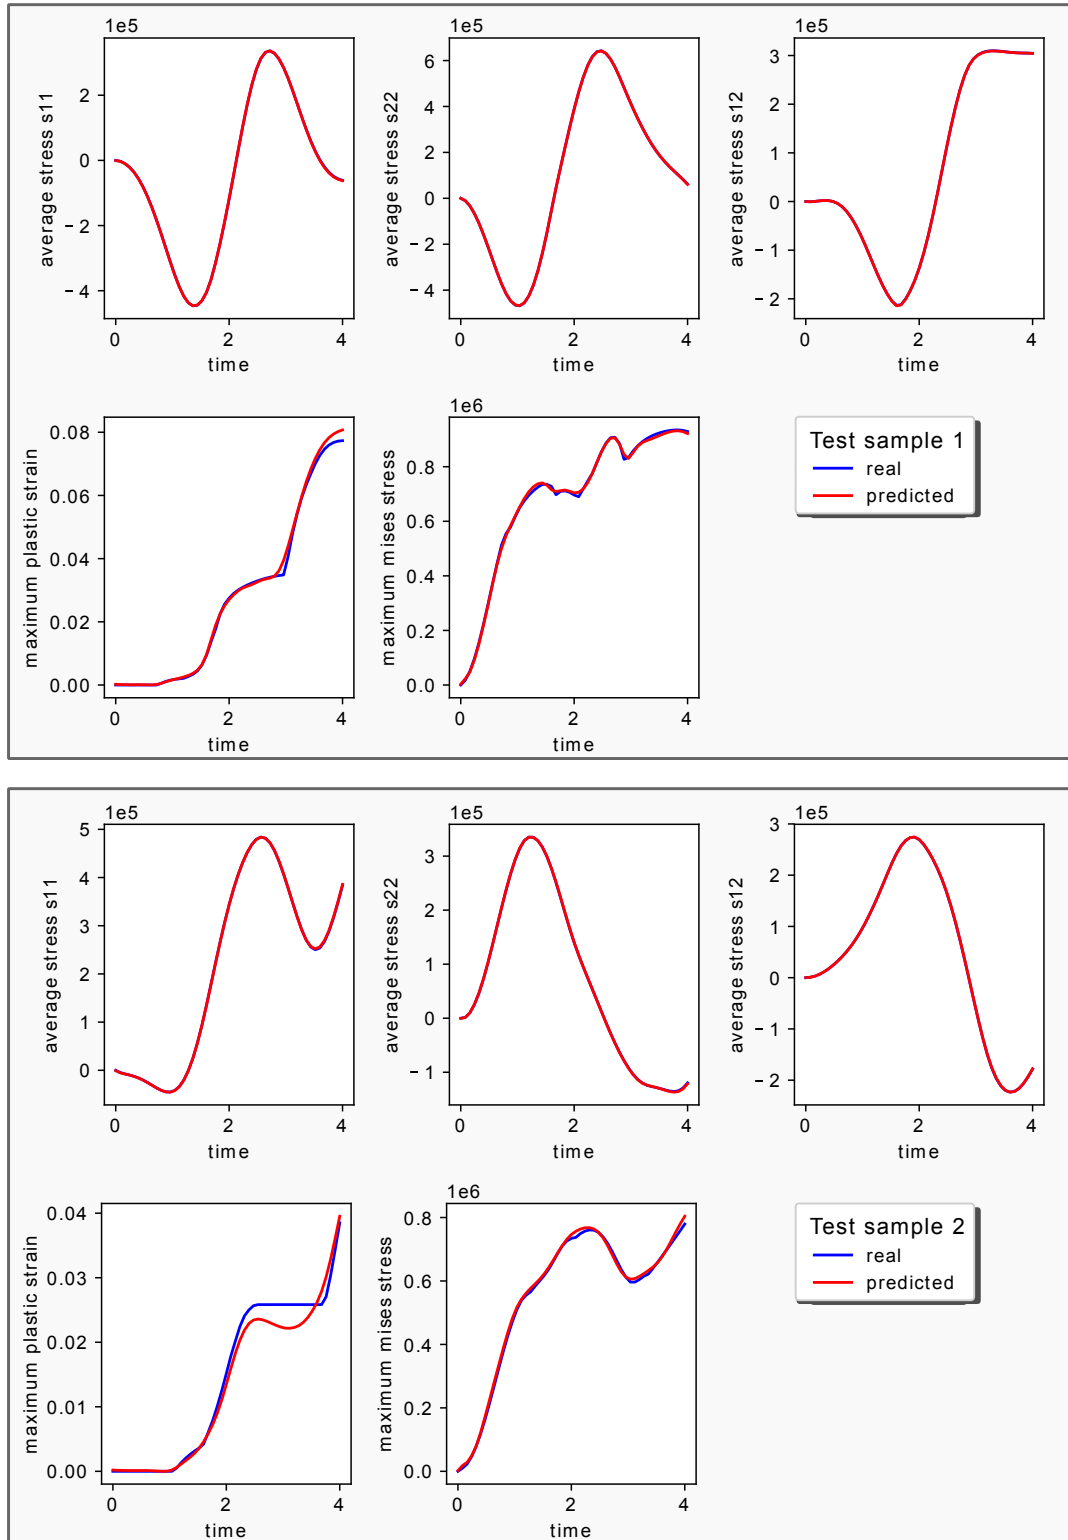 1e5
average stress s11
2
0
−2
−4
0 2 4
time
1e5
average stress s22
6
4
2
0
−2
−4
0 2 4
time
1e5
average stress s12
3
2
1
0
−1
−2
0 2 4
time
maximum plastic strain
0.08
0.06
0.04
0.02
0.00
0 2 4
time
1e6
maximum mises stress
0.8
0.6
0.4
0.2
0.0
0 2 4
time
Test sample 1
real
predicted
1e5
average stress s11
5
4
3
2
1
0
0 2 4
time
1e5
average stress s22
3
2
1
0
−1
0 2 4
time
1e5
average stress s12
3
2
1
0
−1
−2
0 2 4
time
maximum plastic strain
0.04
0.03
0.02
0.01
0.00
0 2 4
time
1e6
maximum mises stress
0.8
0.6
0.4
0.2
0.0
0 2 4
time
Test sample 2
real
predicted